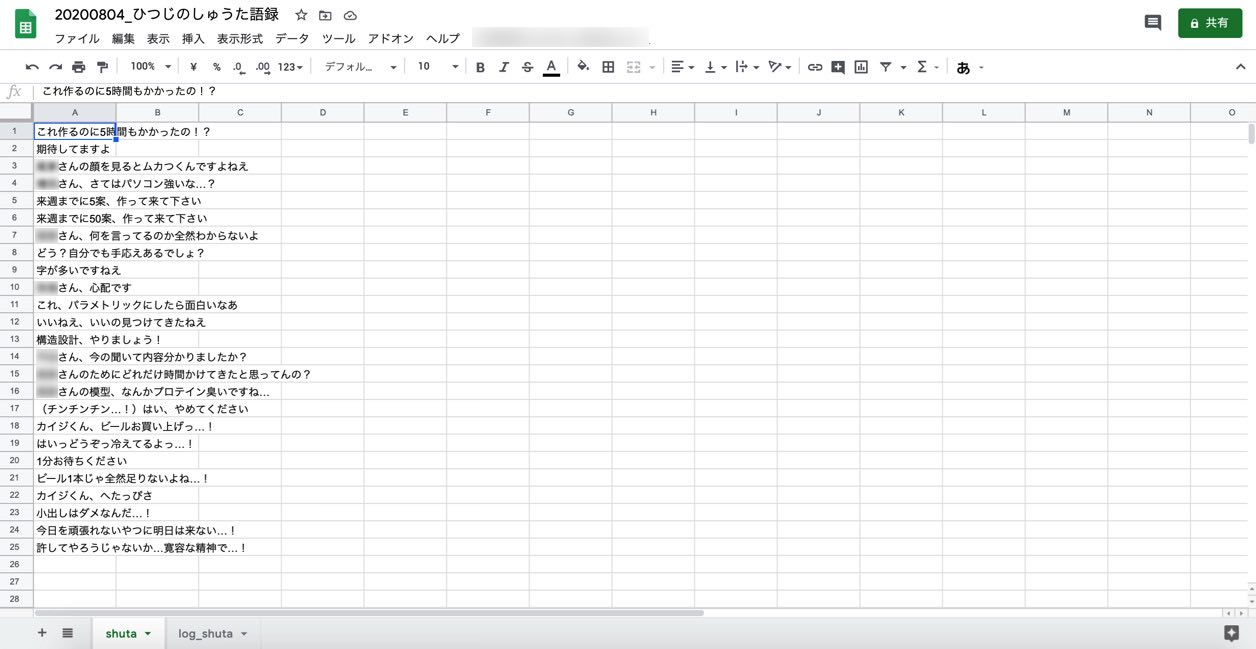 20200804_ひつじのしゅうた語録
ファイル 編集 表示 挿入 表示形式 データ ツール アドオン ヘルプ
共有
100% ¥ % .0 .00 123 デフォル... 10 B I S A Σ あ
fx これ作るのに5時間もかかったの！？
A B C D E F G H I J K L M N O
1 これ作るのに5時間もかかったの！？
2 期待してますよ
3 さんの顔を見るとムカつくんですよねえ
4 さん、さてはパソコン強いな…？
5 来週までに5案、作って来て下さい
6 来週までに50案、作って来て下さい
7 さん、何を言ってるのか全然わからないよ
8 どう？自分でも手応えあるでしょ？
9 字が多いですねえ
10 さん、心配です
11 これ、パラメトリックにしたら面白いなあ
12 いいねえ、いいの見つけてきたねえ
13 構造設計、やりましょう！
14 さん、今の聞いて内容分かりましたか？
15 さんのためにどれだけ時間かけてきたと思ってんの？
16 さんの模型、なんかプロテイン臭いですね…
17 （チンチンチン…！）はい、やめてください
18 カイジくん、ビールお買い上げっ…！
19 はいっどうぞっ冷えてるよっ…！
20 1分お待ちください
21 ビール1本じゃ全然足りないよね…！
22 カイジくん、へたっぴさ
23 小出しはダメなんだ…！
24 今日を頑張れないやつに明日は来ない…！
25 許してやろうじゃないか…寛容な精神で…！
26
27
28
shuta log_shuta